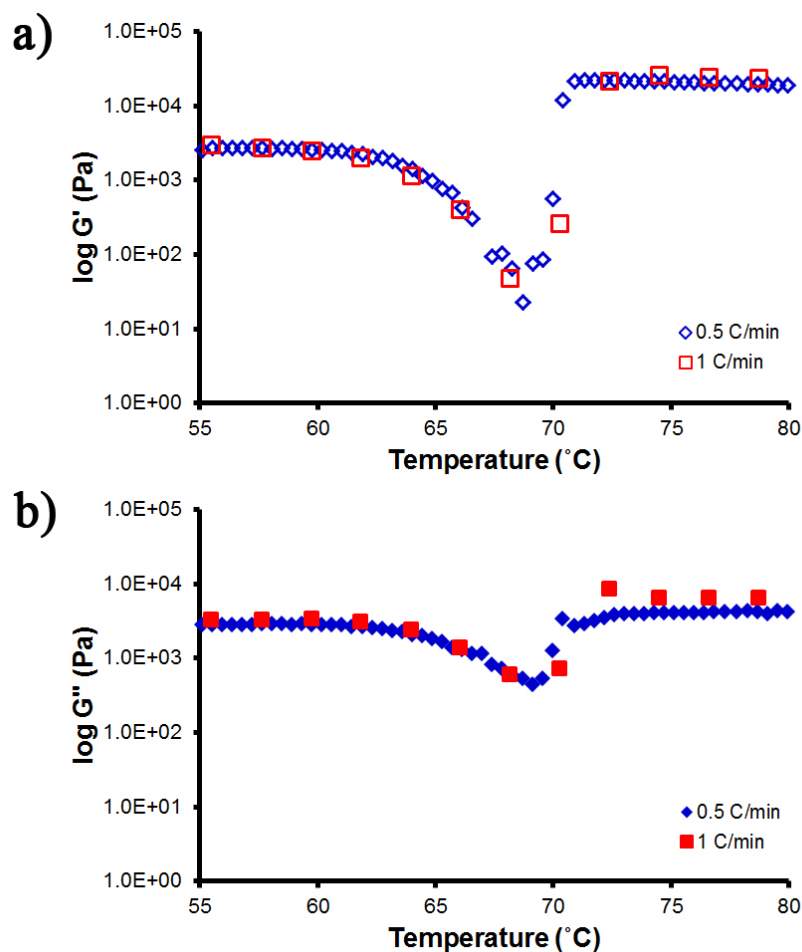 a)
1.0E+05
1.0E+04
1.0E+03
1.0E+02
1.0E+01
1.0E+00
log G' (Pa)
0.5 C/min
1 C/min
55 60 65 70 75 80
Temperature (˚C)
b)
1.0E+05
1.0E+04
1.0E+03
1.0E+02
1.0E+01
1.0E+00
log G" (Pa)
0.5 C/min
1 C/min
55 60 65 70 75 80
Temperature (˚C)